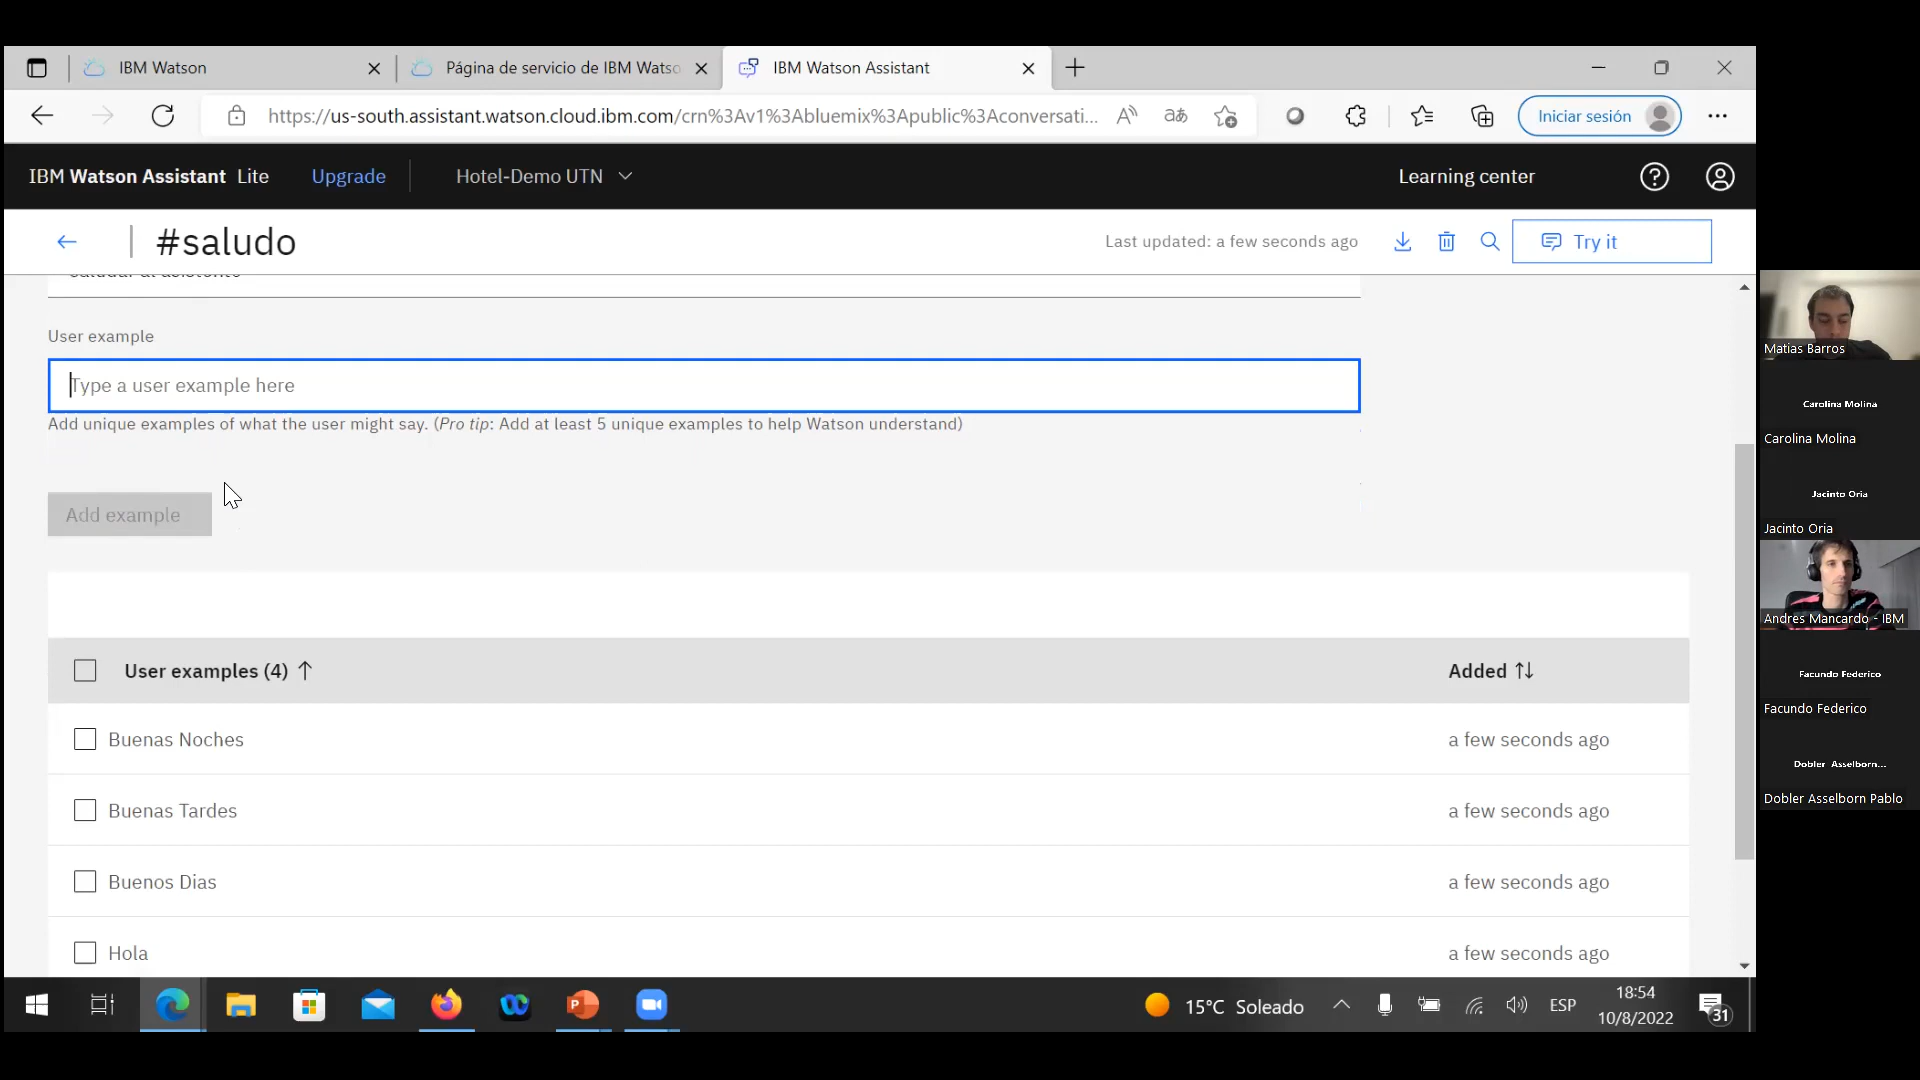 IBM Watson
Página de servicio de IBM Watso
IBM Watson Assistant
https://us-south.assistant.watson.cloud.ibm.com/crn%3Av1%3Abluemix%3Apublic%3Aconversati...
Iniciar sesión
IBM Watson Assistant Lite
Upgrade
Hotel-Demo UTN
Learning center
#saludo
Last updated: a few seconds ago
Try it
saludar al asistente
User example
Type a user example here
Add unique examples of what the user might say. (Pro tip: Add at least 5 unique examples to help Watson understand)
Add example
User examples (4)
Added
Buenas Noches
a few seconds ago
Buenas Tardes
a few seconds ago
Buenos Dias
a few seconds ago
Hola
a few seconds ago
15°C Soleado
ESP
18:54
10/8/2022
31
Matias Barros
Carolina Molina
Carolina Molina
Jacinto Oria
Jacinto Oria
Andres Mancardo - IBM
Facundo Federico
Facundo Federico
Dobler Asselborn...
Dobler Asselborn Pablo